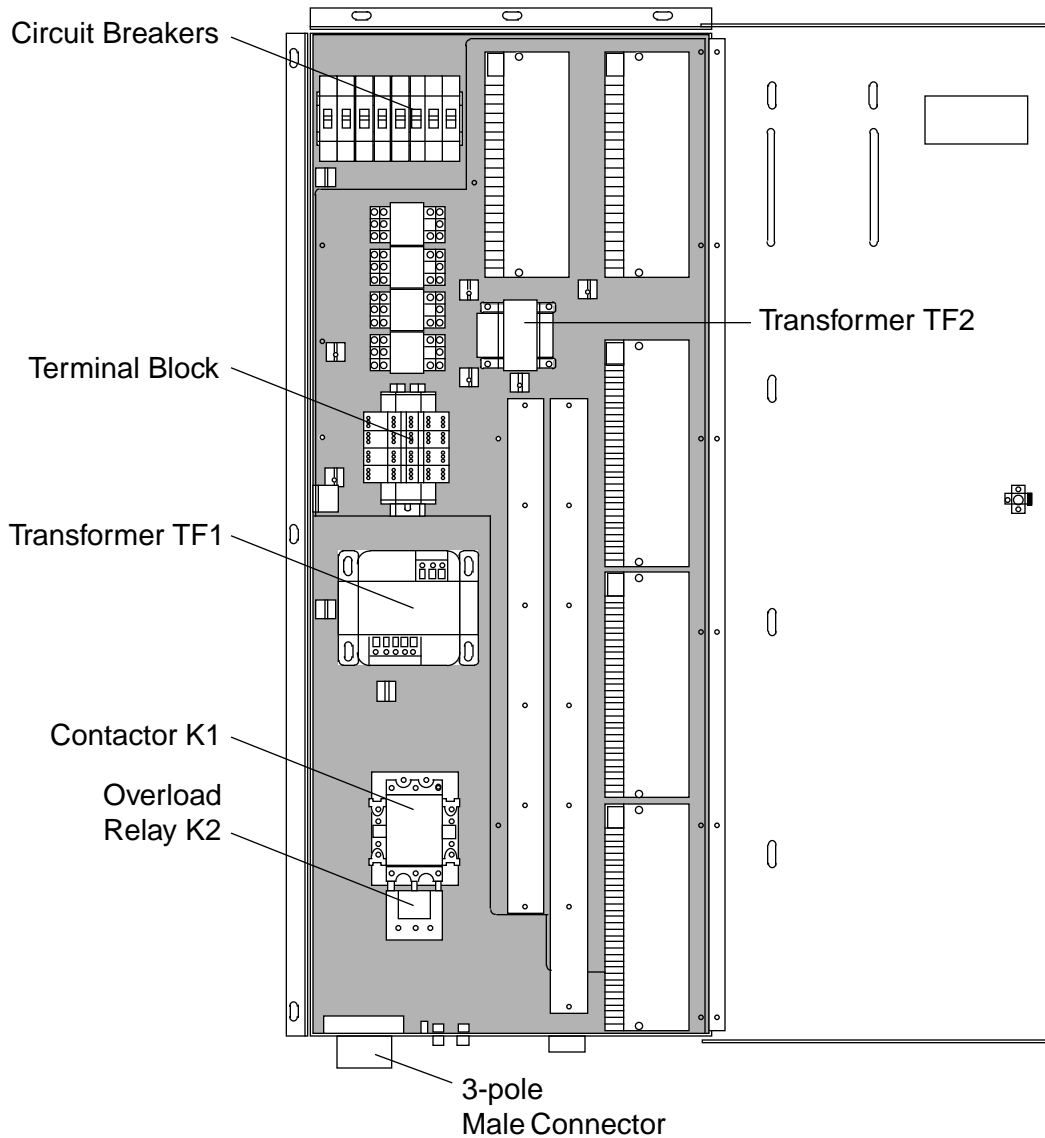 Circuit Breakers
Transformer TF2
Terminal Block
Transformer TF1
Contactor K1
Overload
Relay K2
3-pole
Male Connector